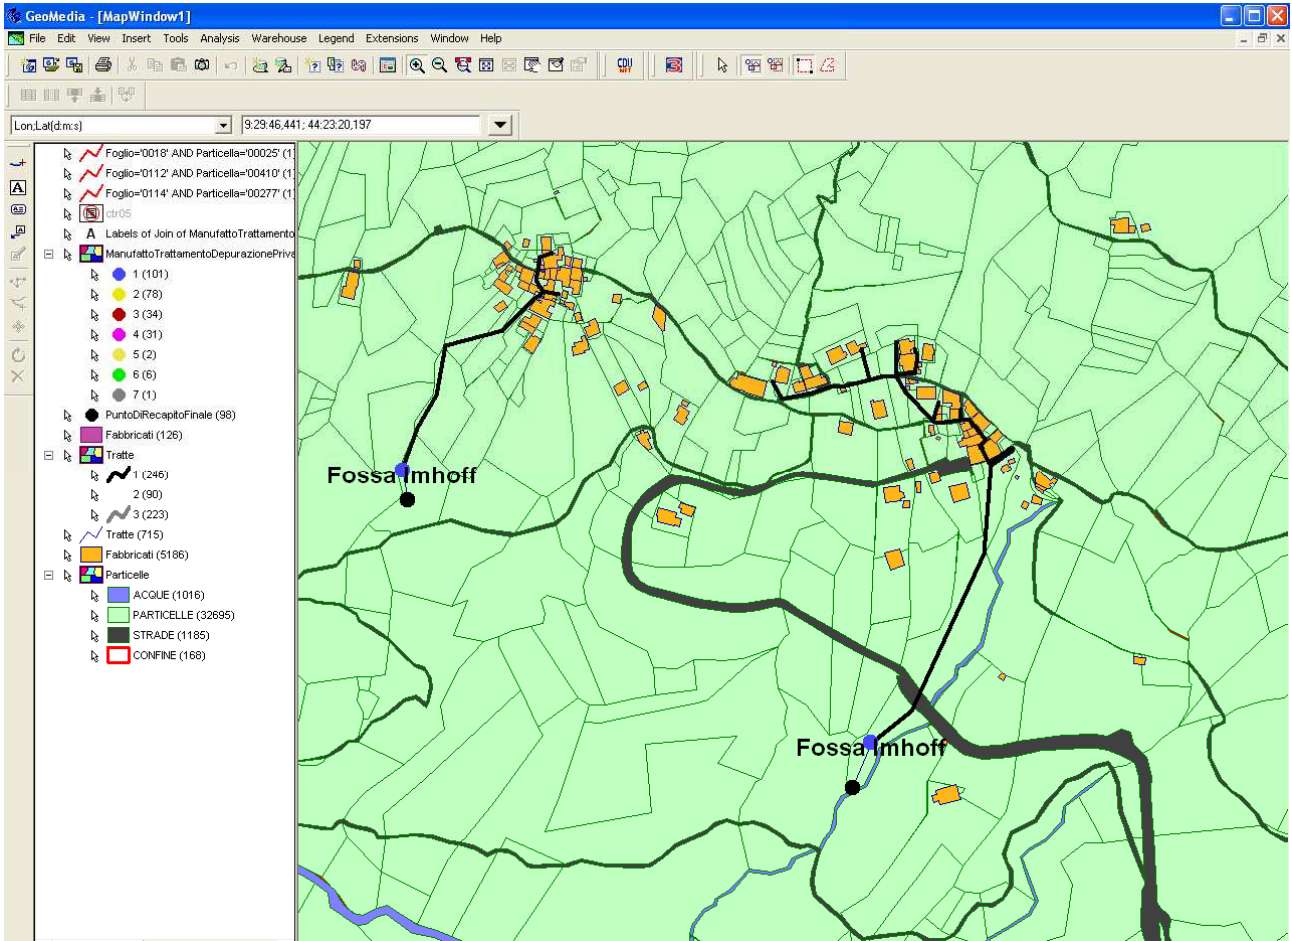 GeoMedia - [MapWindow1]
File Edit View Insert Tools Analysis Warehouse Legend Extensions Window Help
CDU
Lon;Lat(d:m:s) 9:29:46,441; 44:23:20,197
Foglio='0018' AND Particella='00025' (1
Foglio='0112' AND Particella='00410' (1
Foglio='0114' AND Particella='00277' (1
ctr05
A Labels of Join of ManufattoTrattamento
ManufattoTrattamentoDepurazionePriva
1 (101)
2 (78)
3 (34)
4 (31)
5 (2)
6 (6)
7 (1)
PuntoDiRecapitoFinale (98)
Fabbricati (126)
Tratte
1 (246)
2 (90)
3 (223)
Tratte (715)
Fabbricati (5186)
Particelle
ACQUE (1016)
PARTICELLE (32695)
STRADE (1185)
CONFINE (168)
Fossa Imhoff
Fossa Imhoff